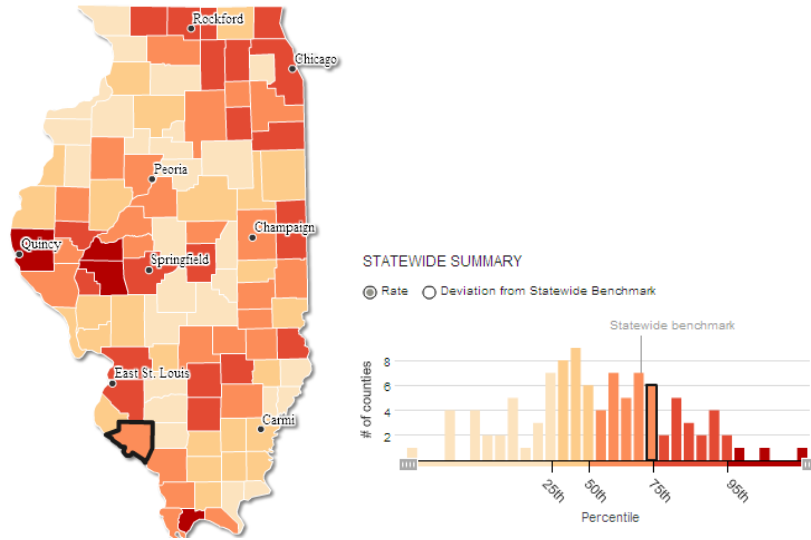 Rockford
Chicago
Peoria
Champaign
Quincy
Springfield
East St. Louis
Carmi
STATEWIDE SUMMARY
Rate Deviation from Statewide Benchmark
Statewide benchmark
# of counties
8
6
4
2
25th 50th 75th 95th
Percentile